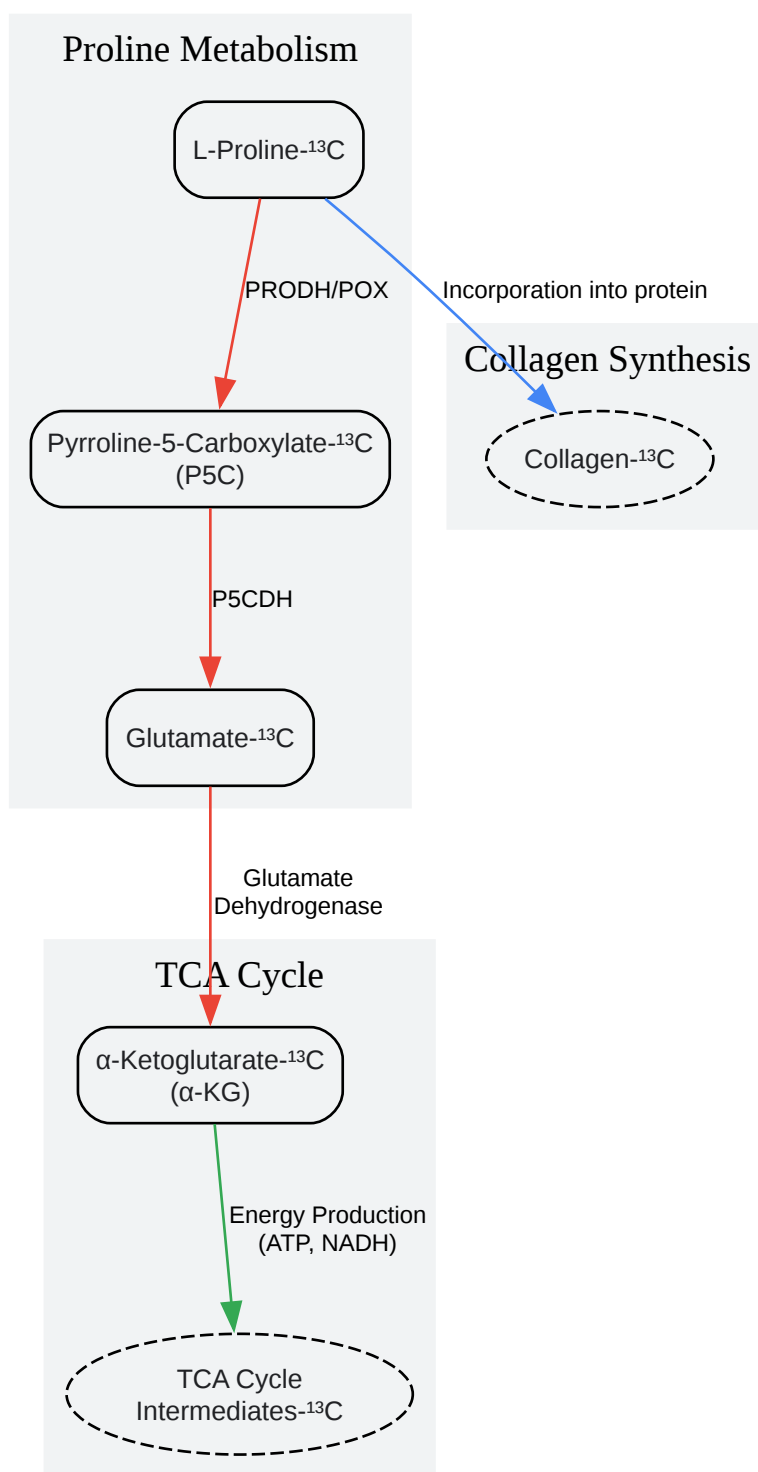 Proline Metabolism
L-Proline-¹³C
PRODH/POX
Incorporation into protein
Collagen Synthesis
Pyrroline-5-Carboxylate-¹³C
(P5C)
Collagen-¹³C
P5CDH
Glutamate-¹³C
Glutamate
Dehydrogenase
TCA Cycle
α-Ketoglutarate-¹³C
(α-KG)
Energy Production
(ATP, NADH)
TCA Cycle
Intermediates-¹³C